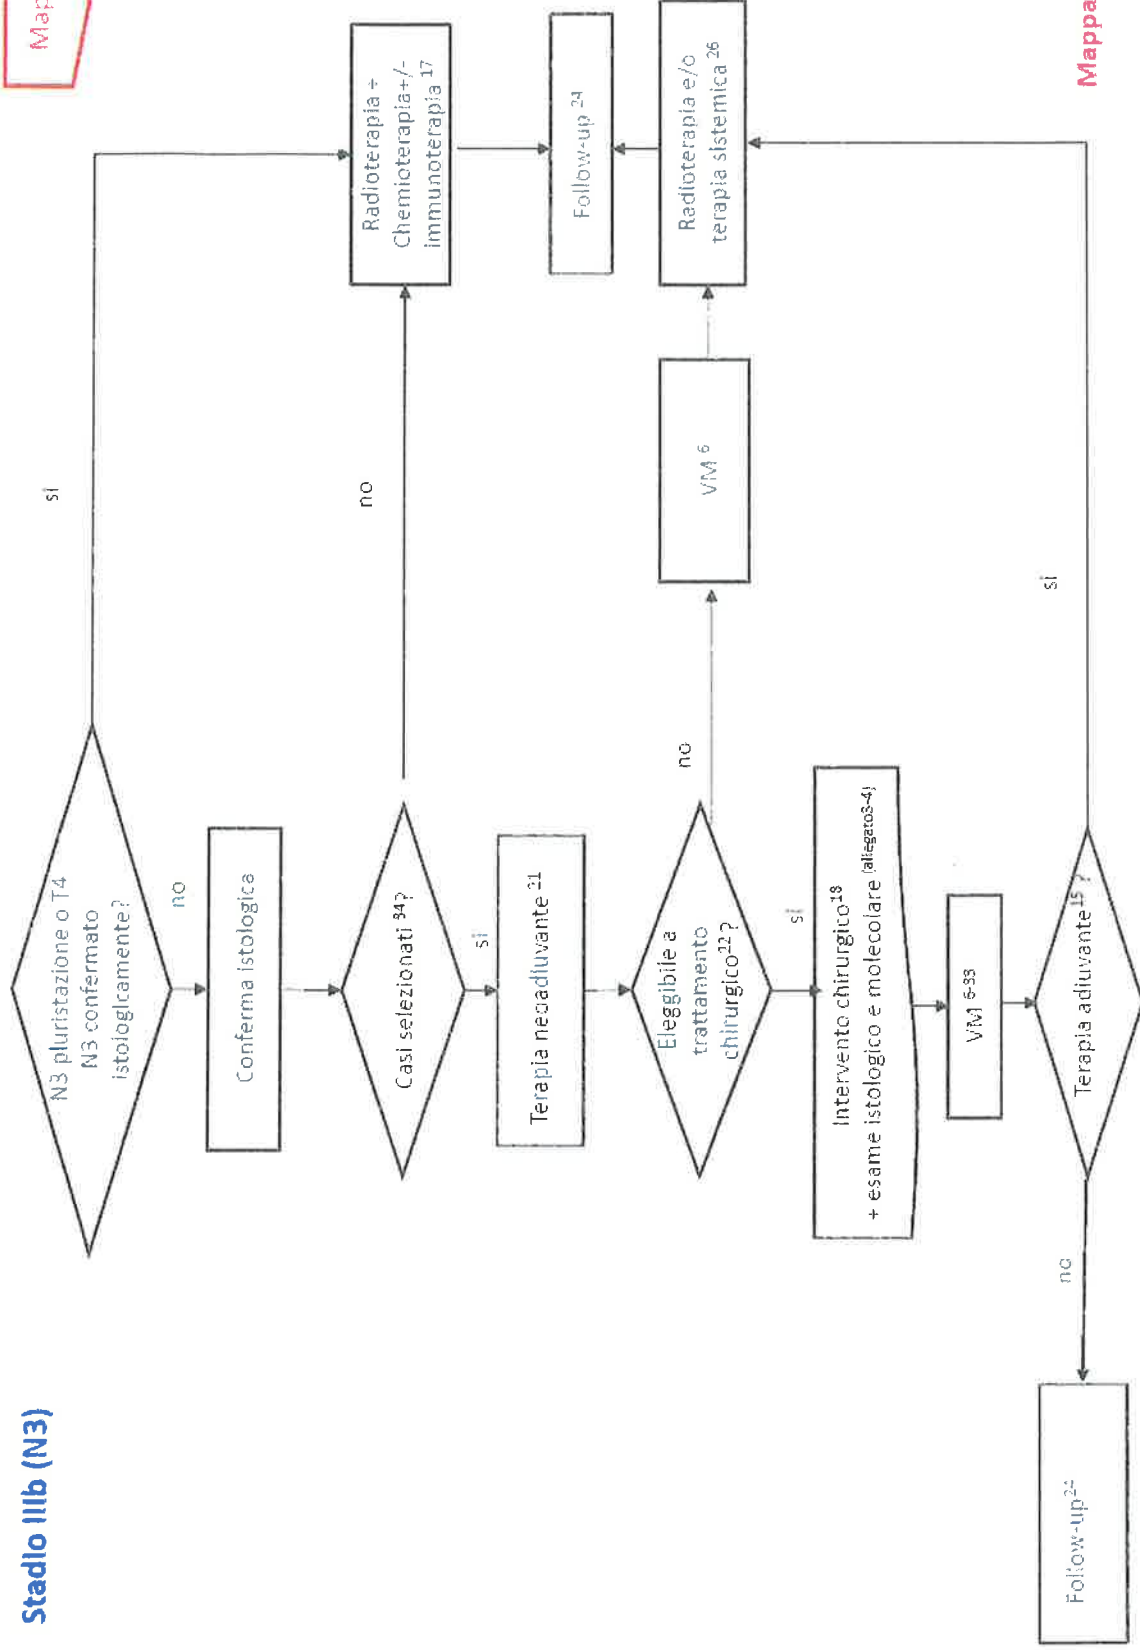 Stadio IIIb (N3)
Map
N3 pluristazione o T4
N3 confermato
istologicamente?
sì
no
Conferma istologica
Casi selezionati 34?
no
sì
Radioterapia +
Chemioterapia+/-
immunoterapia 17
Terapia neoadiuvante 21
Follow-up 24
Eleggibile a
trattamento
chirurgico22?
no
VM 6
Radioterapia e/o
terapia sistemica 26
sì
Intervento chirurgico18
+ esame istologico e molecolare (allegato3-4)
VM 6-33
Terapia adiuvante15 ?
sì
no
Follow-up24
Mappa